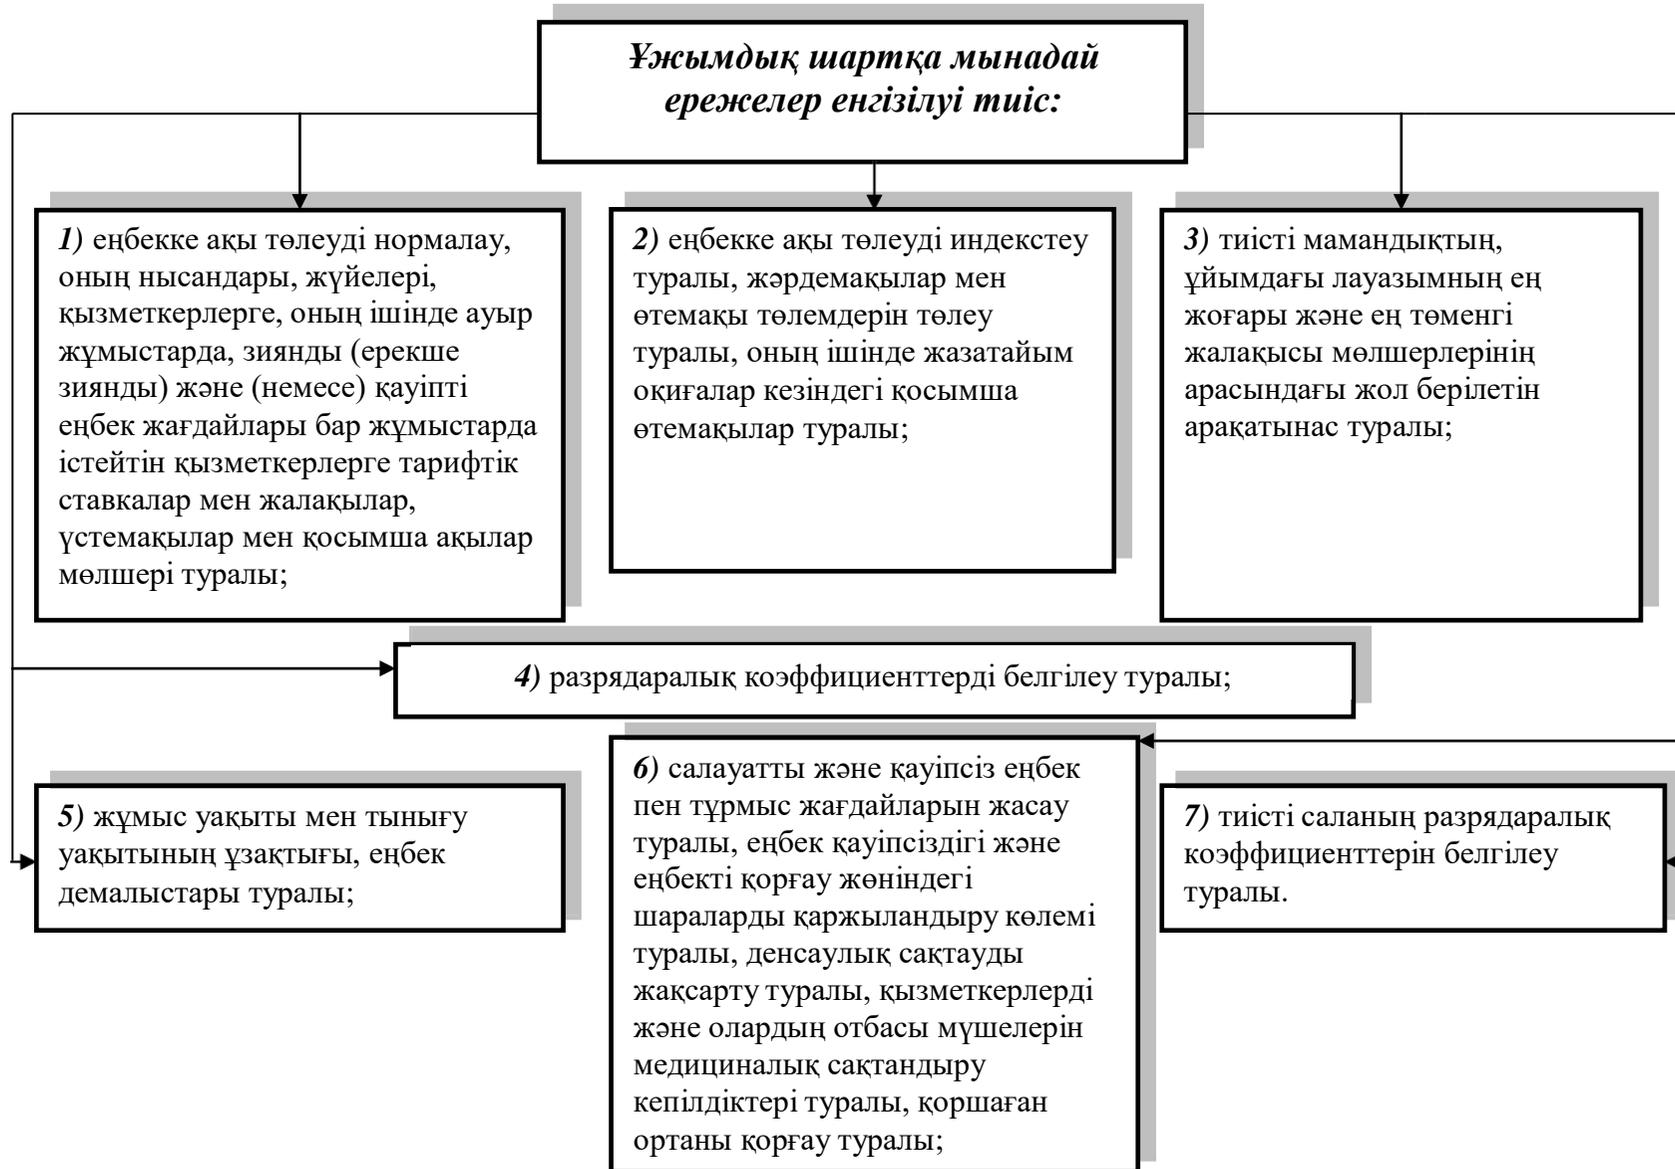 Ұжымдық шартқа мынадай
ережелер енгізілуі тиіс:
1) еңбекке ақы төлеуді нормалау,
оның нысандары, жүйелері,
қызметкерлерге, оның ішінде ауыр
жұмыстарда, зиянды (ерекше
зиянды) және (немесе) қауіпті
еңбек жағдайлары бар жұмыстарда
істейтін қызметкерлерге тарифтік
ставкалар мен жалақылар,
үстемақылар мен қосымша ақылар
мөлшері туралы;
2) еңбекке ақы төлеуді индекстеу
туралы, жәрдемақылар мен
өтемақы төлемдерін төлеу
туралы, оның ішінде жазатайым
оқиғалар кезіндегі қосымша
өтемақылар туралы;
3) тиісті мамандықтың,
ұйымдағы лауазымның ең
жоғары және ең төменгі
жалақысы мөлшерлерінің
арасындағы жол берілетін
арақатынас туралы;
4) разрядаралық коэффициенттерді белгілеу туралы;
5) жұмыс уақыты мен тынығу
уақытының ұзақтығы, еңбек
демалыстары туралы;
6) салауатты және қауіпсіз еңбек
пен тұрмыс жағдайларын жасау
туралы, еңбек қауіпсіздігі және
еңбекті қорғау жөніндегі
шараларды қаржыландыру көлемі
туралы, денсаулық сақтауды
жақсарту туралы, қызметкерлерді
және олардың отбасы мүшелерін
медициналық сақтандыру
кепілдіктері туралы, қоршаған
ортаны қорғау туралы;
7) тиісті саланың разрядаралық
коэффициенттерін белгілеу
туралы.